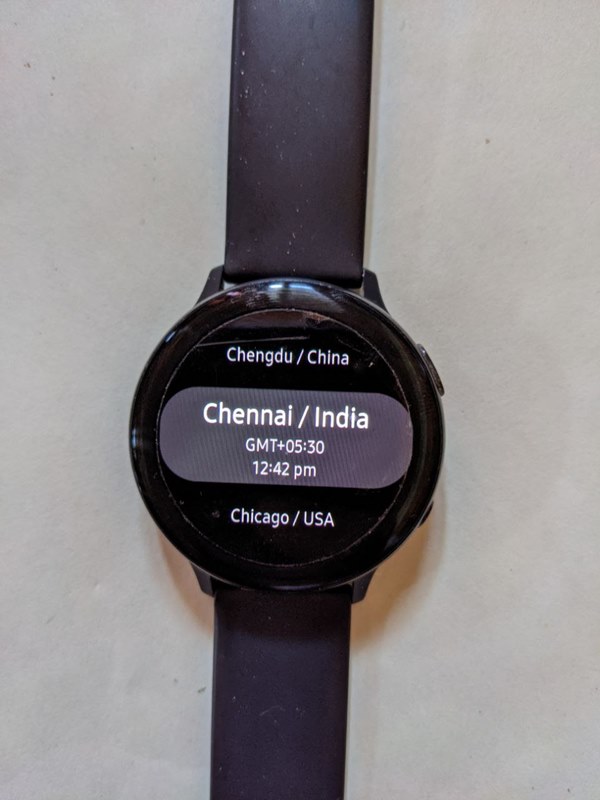 Chengdu / China
Chennai / India
GMT+05:30
12:42 pm
Chicago / USA